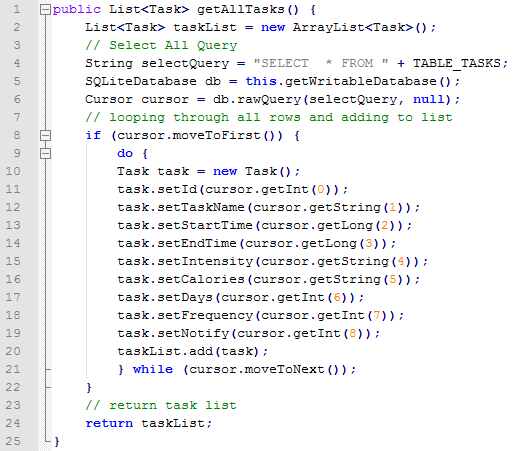 1 public List<Task> getAllTasks() {
2 List<Task> taskList = new ArrayList<Task>();
3 // Select All Query
4 String selectQuery = "SELECT  * FROM " + TABLE_TASKS;
5 SQLiteDatabase db = this.getWritableDatabase();
6 Cursor cursor = db.rawQuery(selectQuery, null);
7 // looping through all rows and adding to list
8 if (cursor.moveToFirst()) {
9 do {
10 Task task = new Task();
11 task.setId(cursor.getInt(0));
12 task.setTaskName(cursor.getString(1));
13 task.setStartTime(cursor.getLong(2));
14 task.setEndTime(cursor.getLong(3));
15 task.setIntensity(cursor.getString(4));
16 task.setCalories(cursor.getString(5));
17 task.setDays(cursor.getInt(6));
18 task.setFrequency(cursor.getInt(7));
19 task.setNotify(cursor.getInt(8));
20 taskList.add(task);
21 } while (cursor.moveToNext());
22 }
23 // return task list
24 return taskList;
25 }